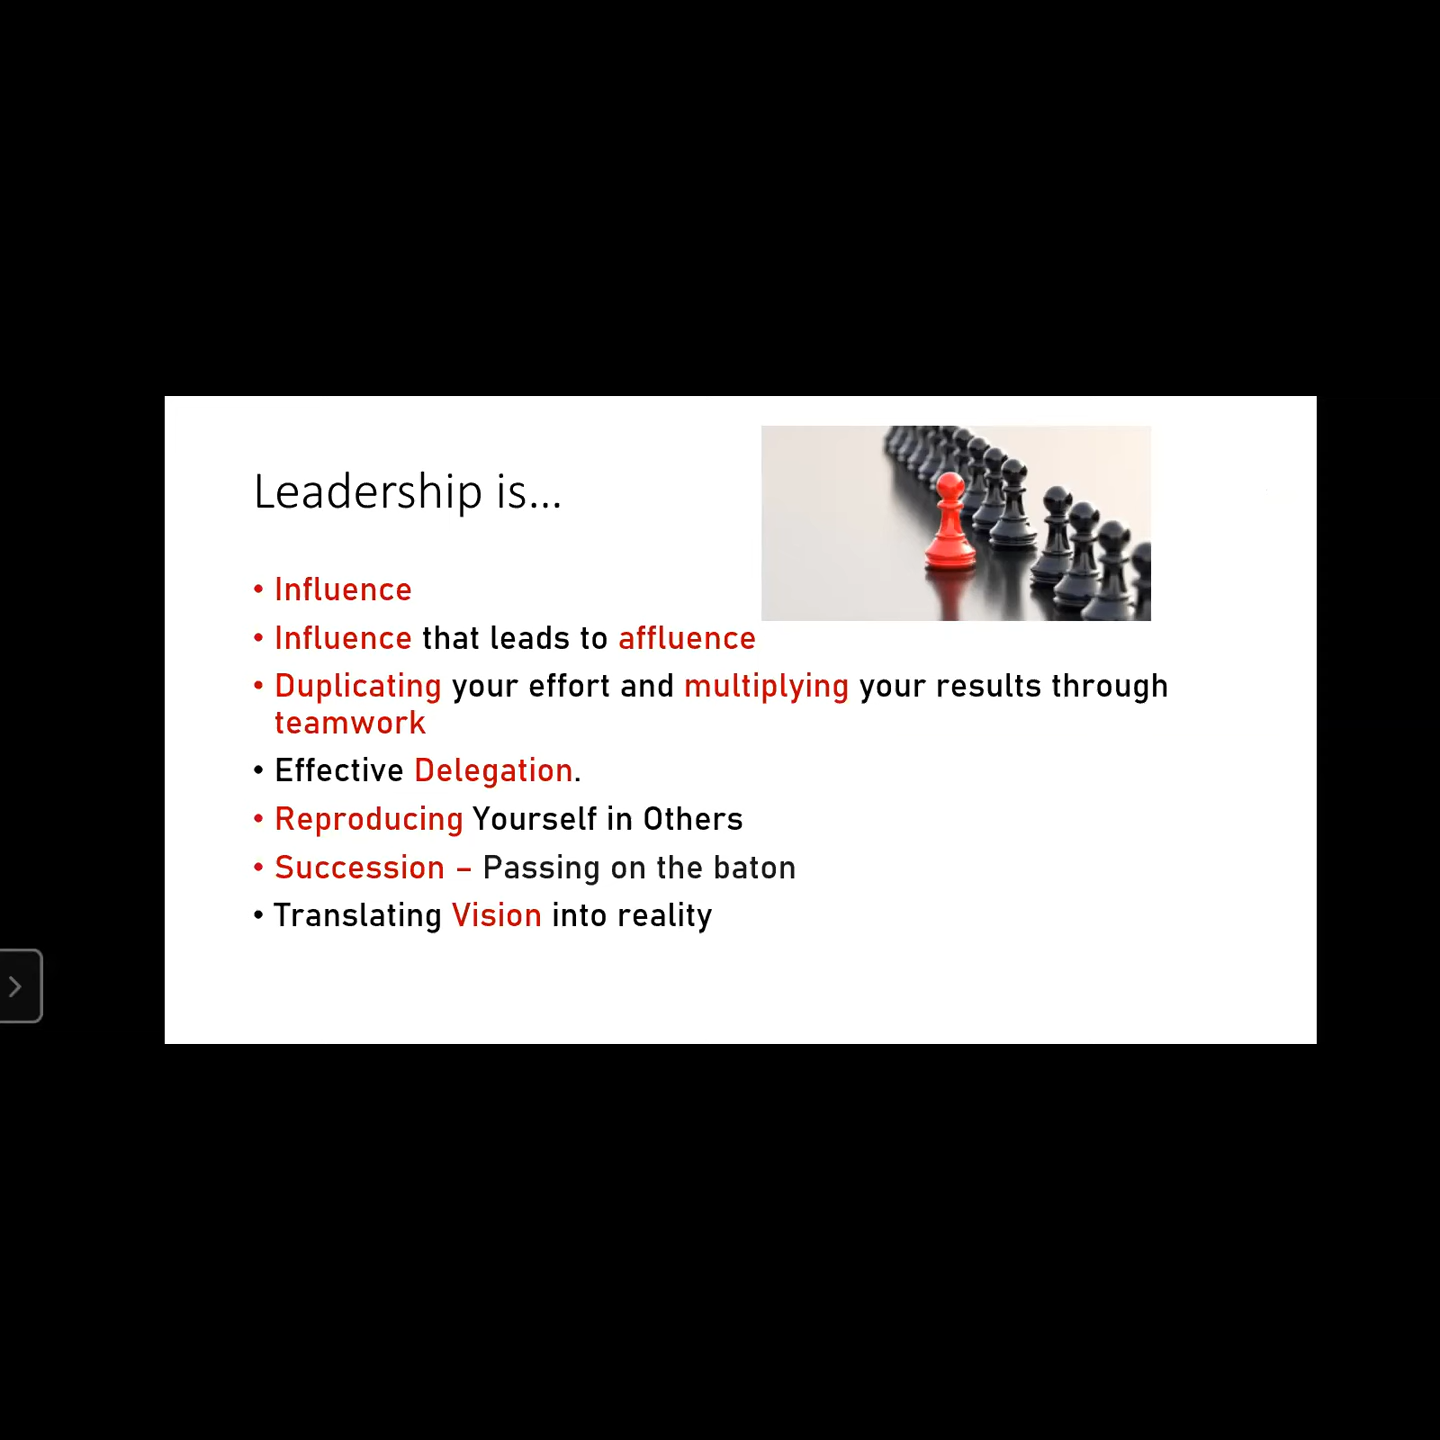 Leadership is...
• Influence
• Influence that leads to affluence
• Duplicating your effort and multiplying your results through
teamwork
• Effective Delegation.
• Reproducing Yourself in Others
• Succession – Passing on the baton
• Translating Vision into reality